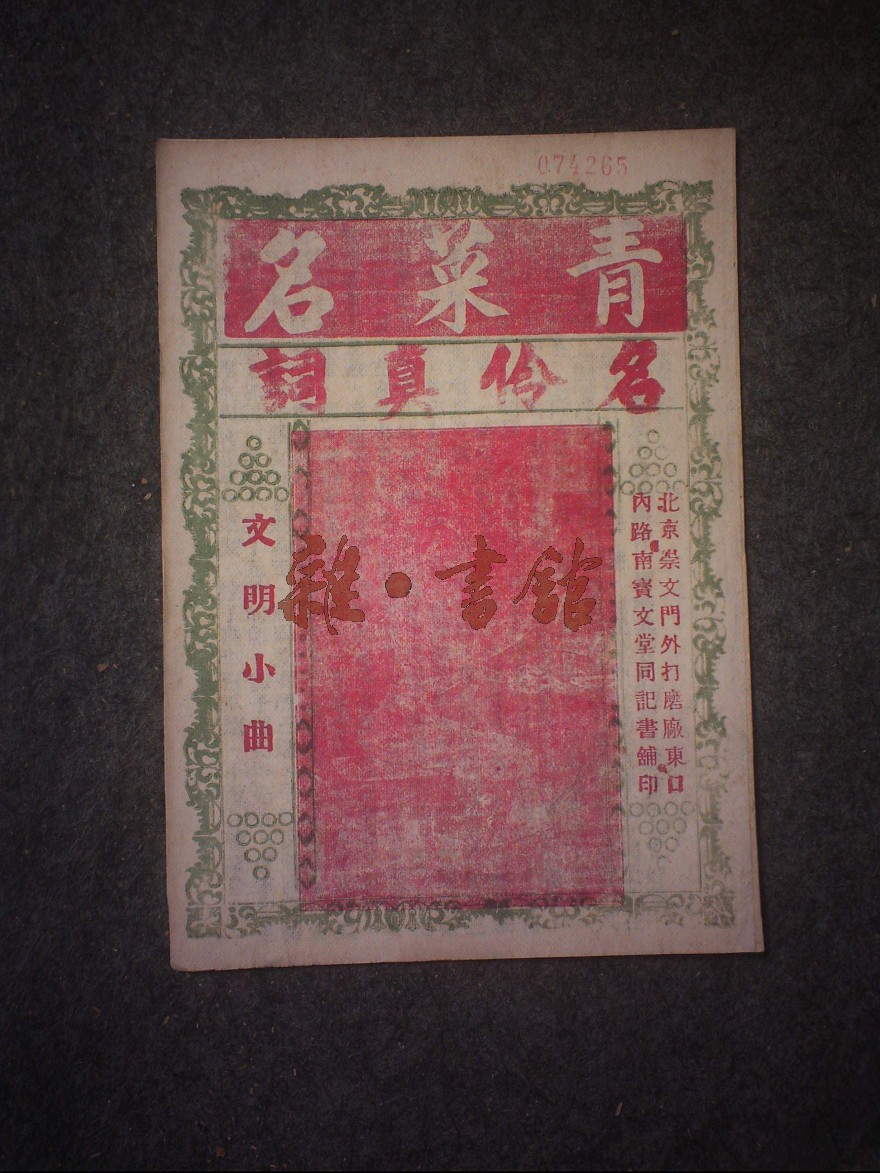 074265
青菜名
名伶真詞
北京崇文門外打磨廠東口
內路南寶文堂同記書舖印
文明小曲
雜·書館